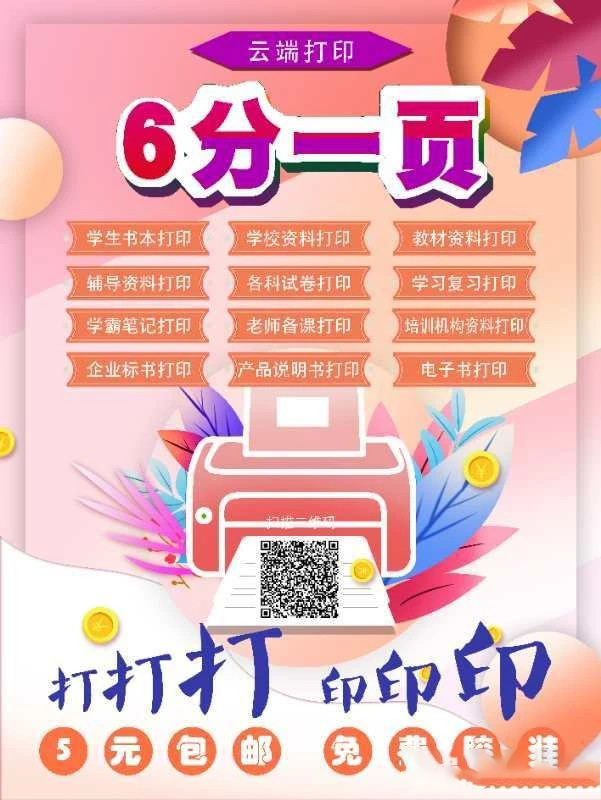 云端打印
6分一页
学生书本打印 学校资料打印 教材资料打印
辅导资料打印 各科试卷打印 学习复习打印
学霸笔记打印 老师备课打印 培训机构资料打印
企业标书打印 产品说明书打印 电子书打印
扫描二维码
打打打 印印印
5元包邮 免费胶装